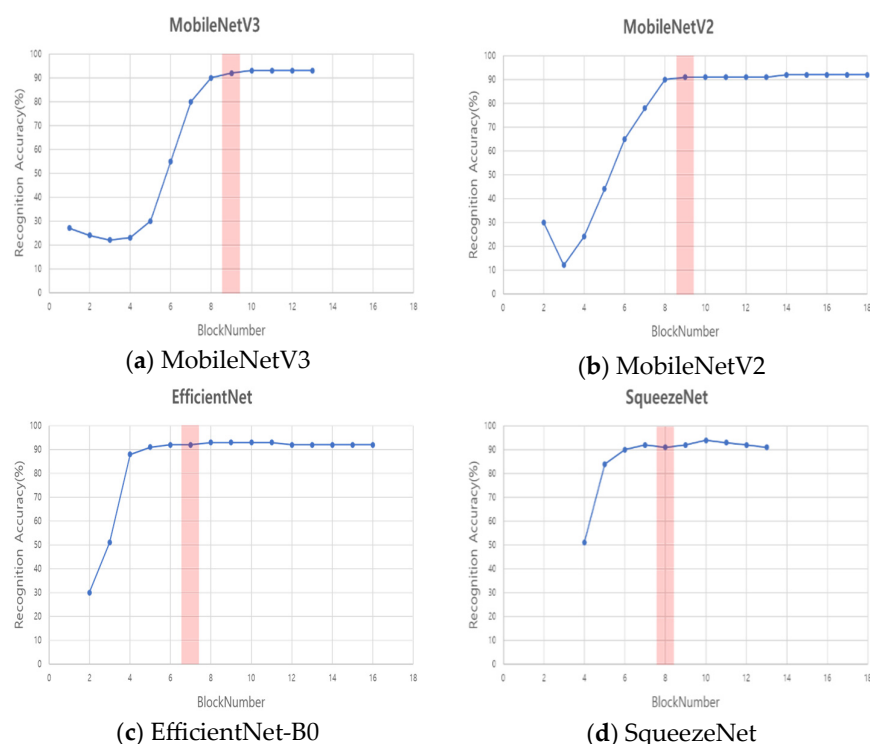 MobileNetV3
Recognition Accuracy(%)
100
90
80
70
60
50
40
30
20
10
0
0 2 4 6 8 10 12 14 16 18
BlockNumber
(a) MobileNetV3
MobileNetV2
Recognition Accuracy(%)
100
90
80
70
60
50
40
30
20
10
0
0 2 4 6 8 10 12 14 16 18
BlockNumber
(b) MobileNetV2
EfficientNet
Recognition Accuracy(%)
100
90
80
70
60
50
40
30
20
10
0
0 2 4 6 8 10 12 14 16 18
BlockNumber
(c) EfficientNet-B0
SqueezeNet
Recognition Accuracy(%)
100
90
80
70
60
50
40
30
20
10
0
0 2 4 6 8 10 12 14 16 18
BlockNumber
(d) SqueezeNet